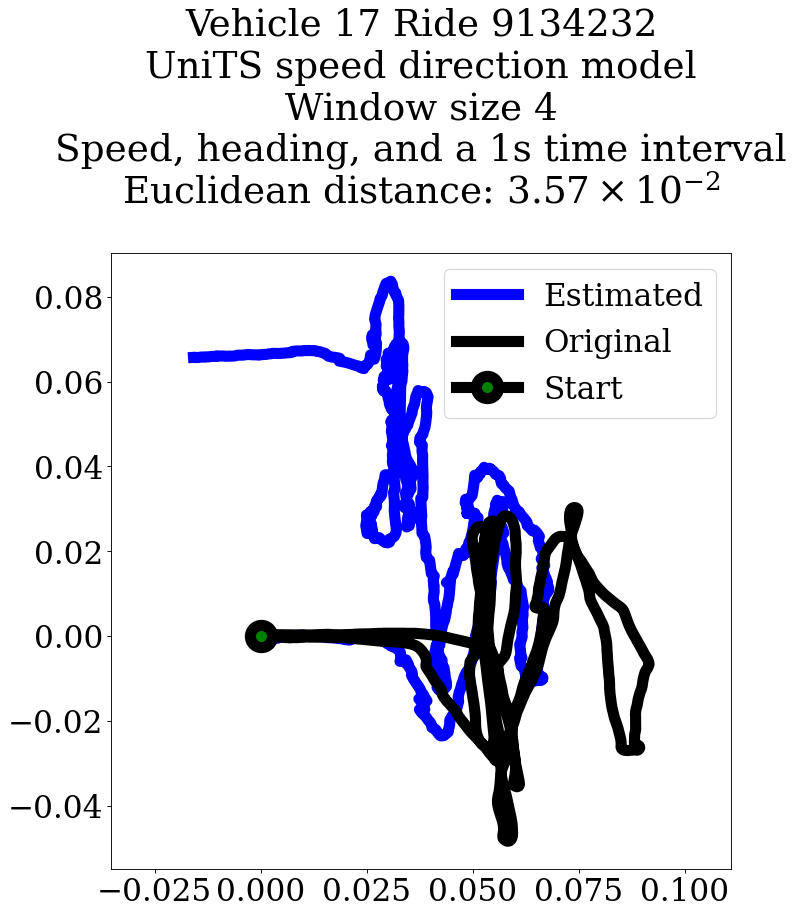 Vehicle 17 Ride 9134232
UniTS speed direction model
Window size 4
Speed, heading, and a 1s time interval
Euclidean distance: 3.57 × 10⁻²
Estimated
Original
Start
0.08
0.06
0.04
0.02
0.00
−0.02
−0.04
−0.025 0.000 0.025 0.050 0.075 0.100